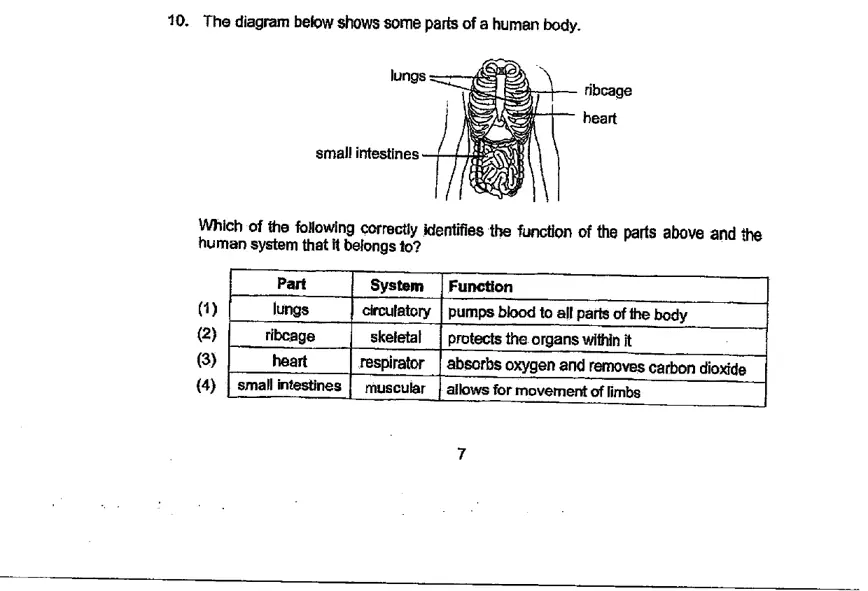 10. The diagram below shows some parts of a human body.
lungs
ribcage
heart
small intestines
Which of the following correctly identifies the function of the parts above and the
human system that it belongs to?
Part System Function
(1) lungs circulatory pumps blood to all parts of the body
(2) ribcage skeletal protects the organs within it
(3) heart respirator absorbs oxygen and removes carbon dioxide
(4) small intestines muscular allows for movement of limbs
7